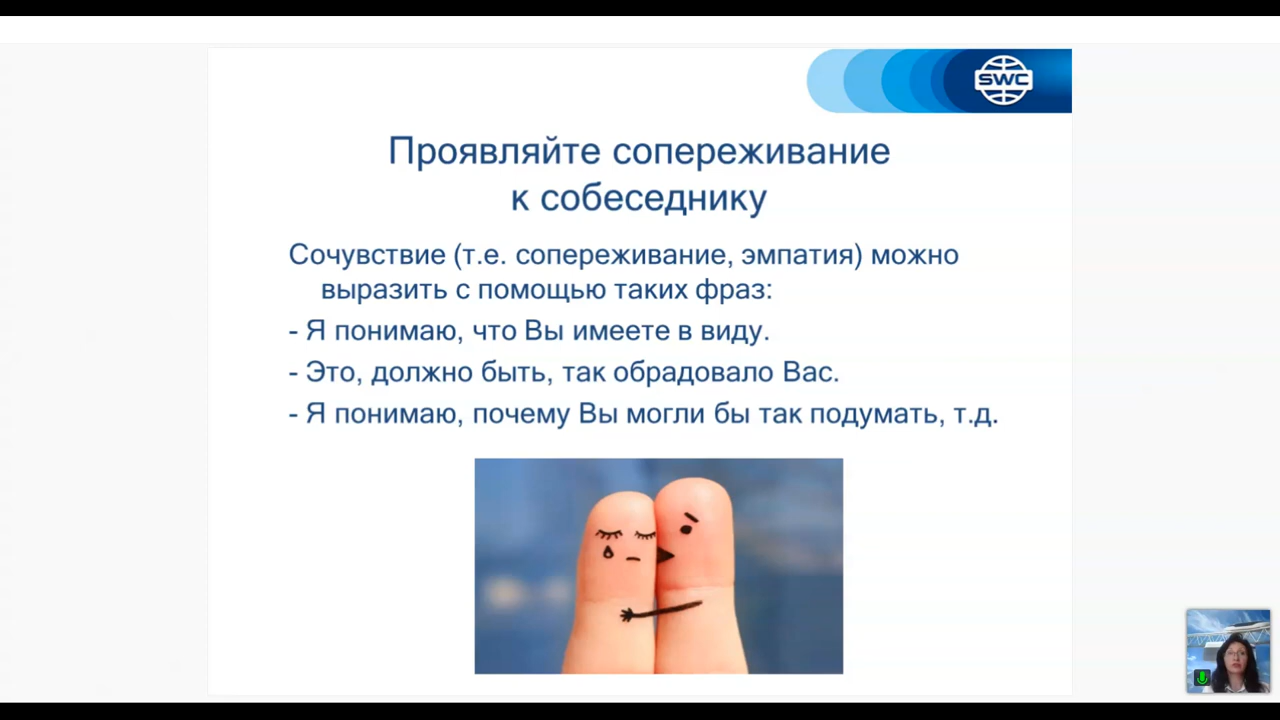 SWC
Проявляйте сопереживание
к собеседнику
Сочувствие (т.е. сопереживание, эмпатия) можно
выразить с помощью таких фраз:
- Я понимаю, что Вы имеете в виду.
- Это, должно быть, так обрадовало Вас.
- Я понимаю, почему Вы могли бы так подумать, т.д.